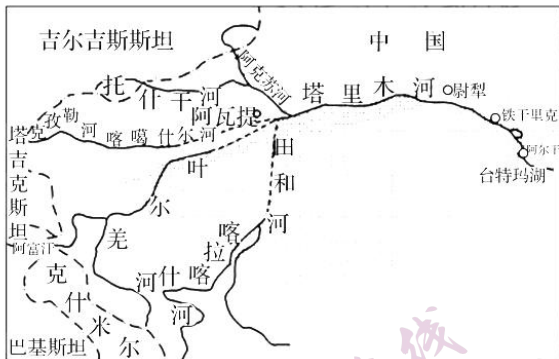 吉尔吉斯斯坦
中国
托什干河
阿克苏河
塔里木河
尉犁
阿瓦提
铁干里克
克孜勒河
喀噶什尔河
塔吉克斯坦
阿尔干
台特玛湖
叶尔羌河
田和河
喀拉喀什河
阿富汗
克什米尔
巴基斯坦